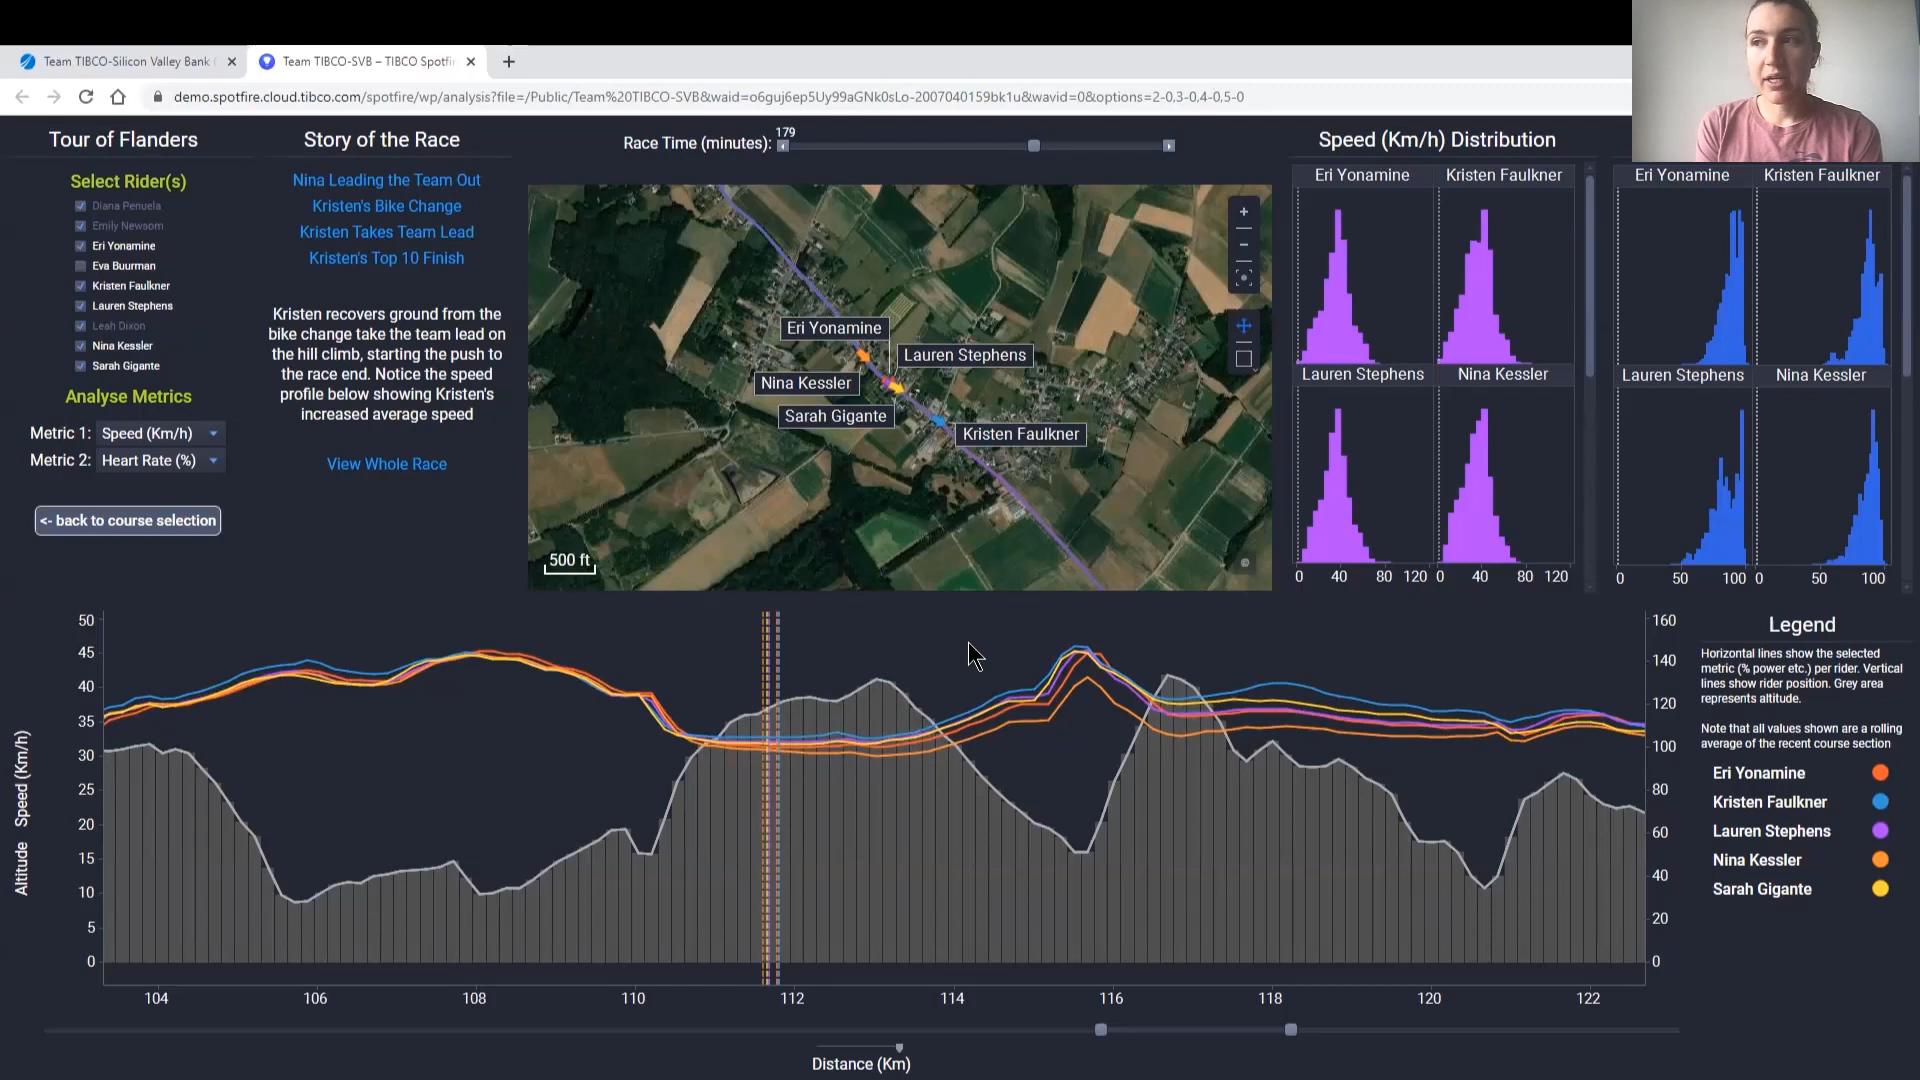 Team TIBCO-Silicon Valley Bank
Team TIBCO-SVB – TIBCO Spotfi
demo.spotfire.cloud.tibco.com/spotfire/wp/analysis?file=/Public/Team%20TIBCO-SVB&waid=o6guj6ep5Uy99aGNk0sLo-2007040159bk1u&wavid=0&options=2-0,3-0,4-0,5-0
Tour of Flanders
Select Rider(s)
Diana Penuela
Emily Newsom
Eri Yonamine
Eva Buurman
Kristen Faulkner
Lauren Stephens
Leah Dixon
Nina Kessler
Sarah Gigante
Analyse Metrics
Metric 1: Speed (Km/h)
Metric 2: Heart Rate (%)
<- back to course selection
Story of the Race
Nina Leading the Team Out
Kristen's Bike Change
Kristen Takes Team Lead
Kristen's Top 10 Finish
Kristen recovers ground from the
bike change take the team lead on
the hill climb, starting the push to
the race end. Notice the speed
profile below showing Kristen's
increased average speed
View Whole Race
Race Time (minutes): 179
Eri Yonamine
Lauren Stephens
Nina Kessler
Sarah Gigante
Kristen Faulkner
500 ft
Speed (Km/h) Distribution
Eri Yonamine Kristen Faulkner
Lauren Stephens Nina Kessler
0 40 80 120 0 40 80 120
Eri Yonamine Kristen Faulkner
Lauren Stephens Nina Kessler
0 50 100 0 50 100
Altitude Speed (Km/h)
50
45
40
35
30
25
20
15
10
5
0
160
140
120
100
80
60
40
20
0
104 106 108 110 112 114 116 118 120 122
Distance (Km)
Legend
Horizontal lines show the selected
metric (% power etc.) per rider. Vertical
lines show rider position. Grey area
represents altitude.
Note that all values shown are a rolling
average of the recent course section
Eri Yonamine
Kristen Faulkner
Lauren Stephens
Nina Kessler
Sarah Gigante